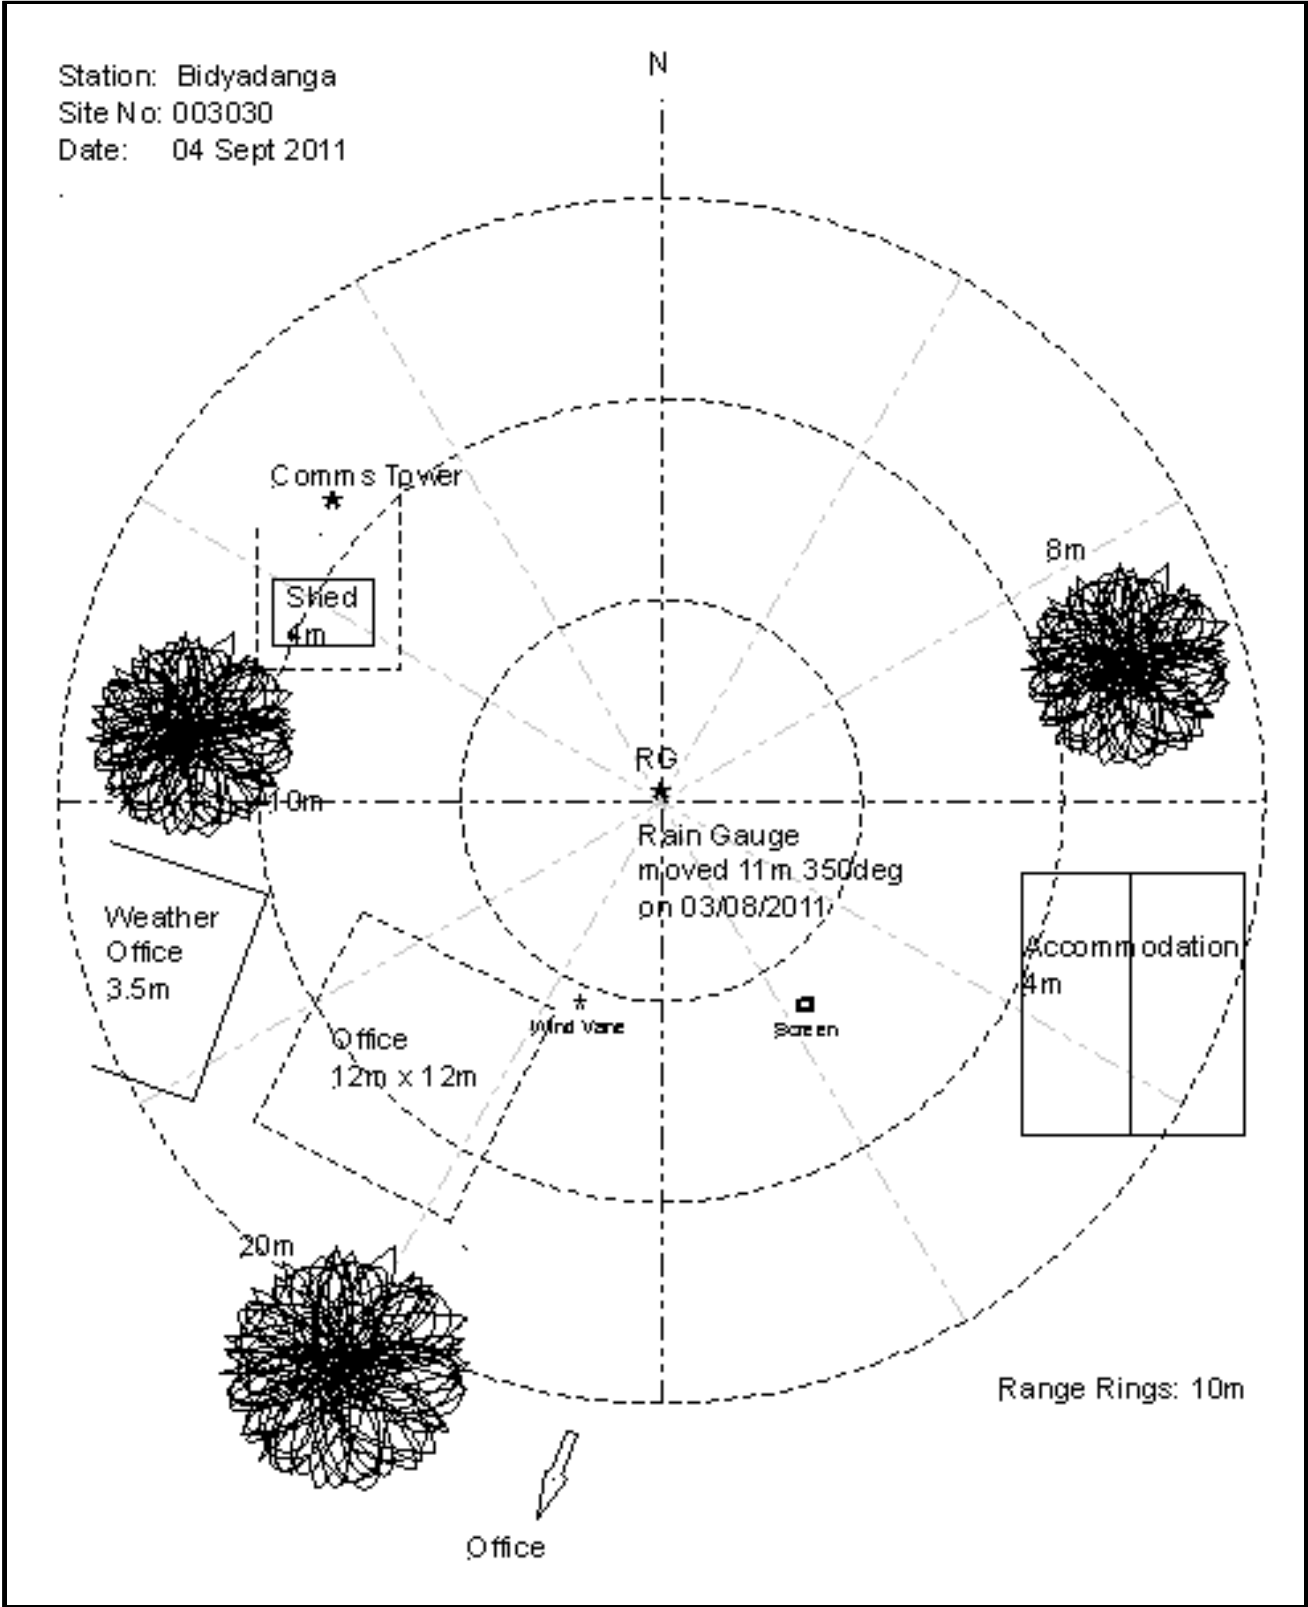 N
Station: Bidyadanga
Site No: 003030
Date: 04 Sept 2011
Comms Tower
8m
Shed
4m
RG
10m
Rain Gauge
moved 11m 350deg
on 03/08/2011
Weather
Office
3.5m
Accommodation
4m
Wind Vane
Screen
Office
12m x 12m
20m
Range Rings: 10m
Office